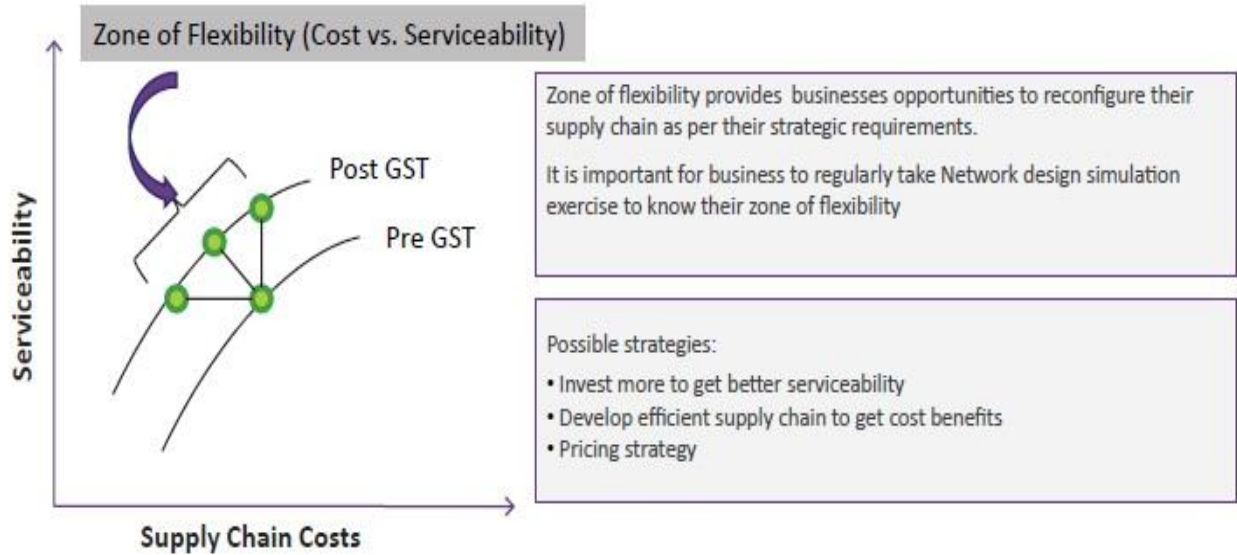 Zone of Flexibility (Cost vs. Serviceability)
Post GST
Pre GST
Serviceability
Supply Chain Costs
Zone of flexibility provides businesses opportunities to reconfigure their
supply chain as per their strategic requirements.
It is important for business to regularly take Network design simulation
exercise to know their zone of flexibility
Possible strategies:
• Invest more to get better serviceability
• Develop efficient supply chain to get cost benefits
• Pricing strategy